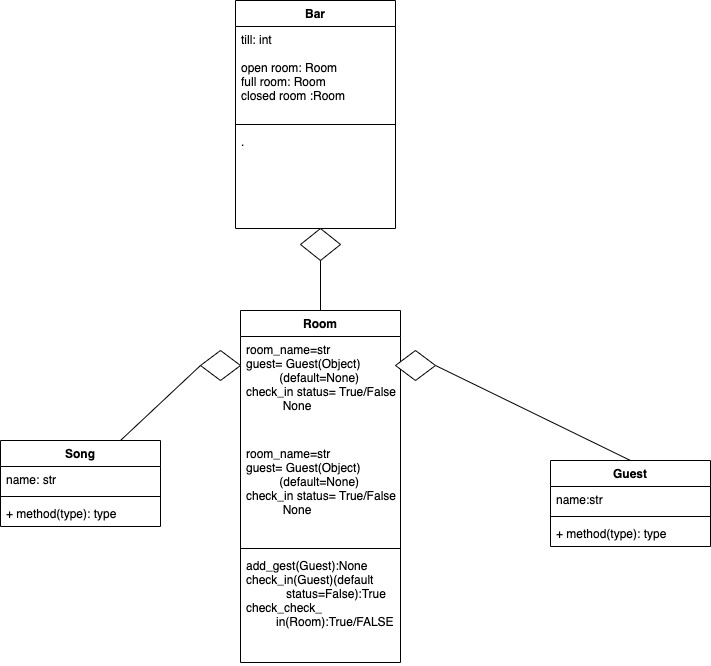 Bar
till: int
open room: Room
full room: Room
closed room :Room
.
Room
room_name=str
guest= Guest(Object)
(default=None)
check_in status= True/False
None
room_name=str
guest= Guest(Object)
(default=None)
check_in status= True/False
None
add_gest(Guest):None
check_in(Guest)(default
status=False):True
check_check_
in(Room):True/FALSE
Song
name: str
+ method(type): type
Guest
name:str
+ method(type): type